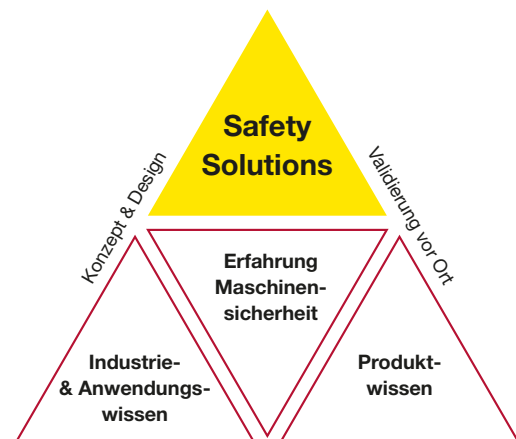 Safety
Solutions
Konzept & Design
Validierung vor Ort
Erfahrung
Maschinen-
sicherheit
Industrie-
& Anwendungs-
wissen
Produkt-
wissen